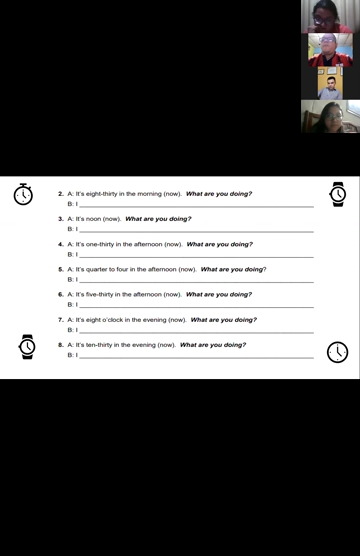 2. A: It's eight-thirty in the morning (now). What are you doing?
B: I
3. A: It's noon (now). What are you doing?
B: I
4. A: It's one-thirty in the afternoon (now). What are you doing?
B: I
5. A: It's quarter to four in the afternoon (now). What are you doing?
B: I
6. A: It's five-thirty in the afternoon (now). What are you doing?
B: I
7. A: It's eight o'clock in the evening (now). What are you doing?
B: I
8. A: It's ten-thirty in the evening (now). What are you doing?
B: I